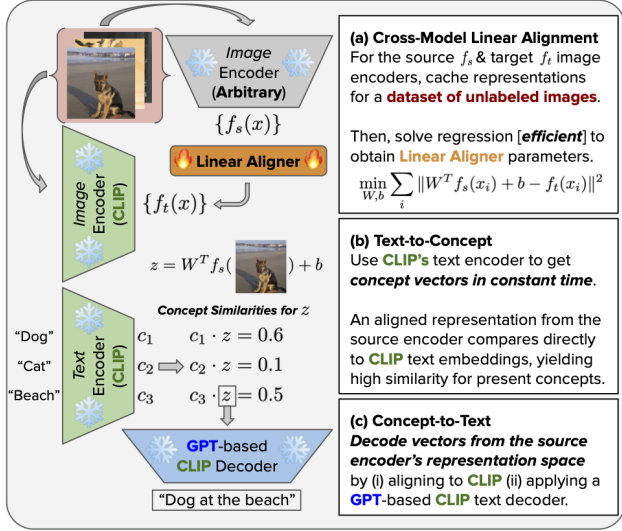 Image
Encoder
(Arbitrary)
{f_s(x)}
Linear Aligner
Image
Encoder
(CLIP)
{f_t(x)}
z = W^T f_s( ) + b
Concept Similarities for z
Text
Encoder
(CLIP)
“Dog” c_1 c_1 · z = 0.6
“Cat” c_2 c_2 · z = 0.1
“Beach” c_3 c_3 · z = 0.5
GPT-based
CLIP Decoder
“Dog at the beach”
(a) Cross-Model Linear Alignment
For the source f_s & target f_t image
encoders, cache representations
for a dataset of unlabeled images.
Then, solve regression [efficient] to
obtain Linear Aligner parameters.
min_{W,b} ∑_i ||W^T f_s(x_i) + b − f_t(x_i)||^2
(b) Text-to-Concept
Use CLIP’s text encoder to get
concept vectors in constant time.
An aligned representation from the
source encoder compares directly
to CLIP text embeddings, yielding
high similarity for present concepts.
(c) Concept-to-Text
Decode vectors from the source
encoder’s representation space
by (i) aligning to CLIP (ii) applying a
GPT-based CLIP text decoder.